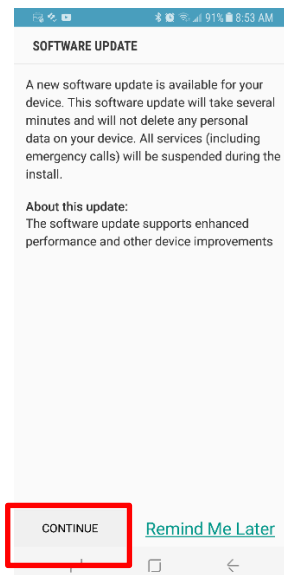 91% 8:53 AM
SOFTWARE UPDATE
A new software update is available for your
device. This software update will take several
minutes and will not delete any personal
data on your device. All services (including
emergency calls) will be suspended during the
install.
About this update:
The software update supports enhanced
performance and other device improvements
CONTINUE
Remind Me Later